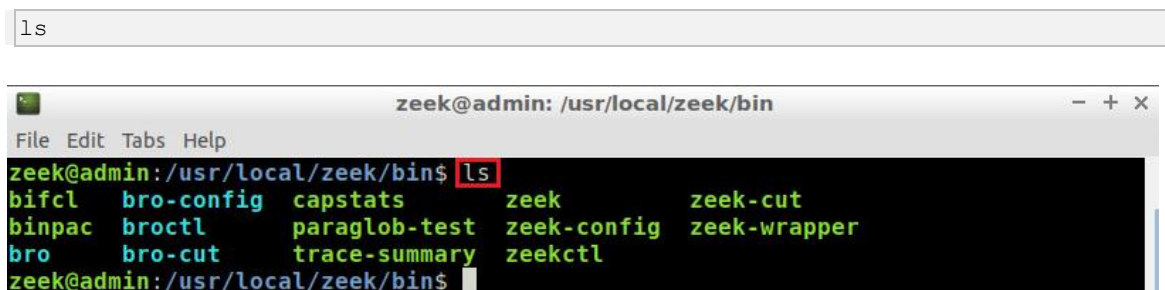 ls
zeek@admin: /usr/local/zeek/bin - + ×
File Edit Tabs Help
zeek@admin:/usr/local/zeek/bin$ ls
bifcl bro-config capstats zeek zeek-cut
binpac broctl paraglob-test zeek-config zeek-wrapper
bro bro-cut trace-summary zeekctl
zeek@admin:/usr/local/zeek/bin$